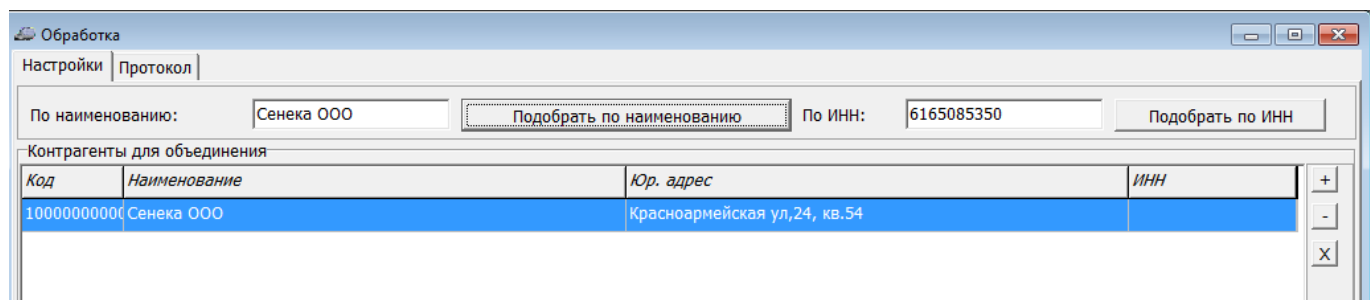 Обработка
Настройки Протокол
По наименованию: Сенека ООО Подобрать по наименованию По ИНН: 6165085350 Подобрать по ИНН
Контрагенты для объединения
Код Наименование Юр. адрес ИНН +
10000000000 Сенека ООО Красноармейская ул,24, кв.54 -
X